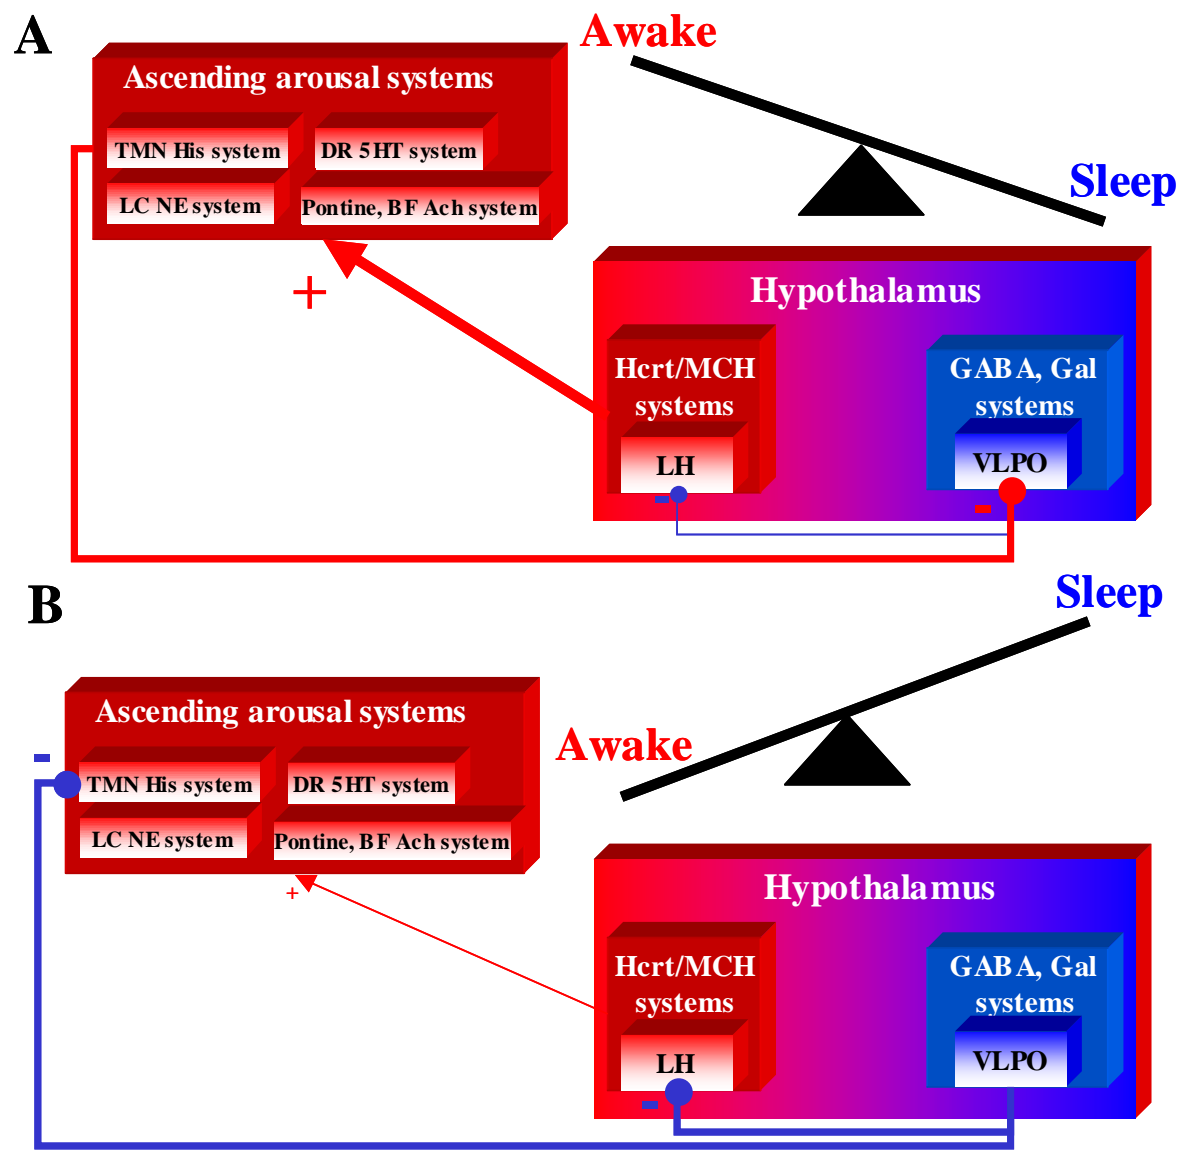 A
Awake
Ascending arousal systems
TMN His system
DR 5HT system
LC NE system
Pontine, BF Ach system
Sleep
+
Hypothalamus
Hcrt/MCH
systems
LH
GABA, Gal
systems
VLPO
-
-
B
Sleep
Ascending arousal systems
Awake
-
TMN His system
DR 5HT system
LC NE system
Pontine, BF Ach system
+
Hypothalamus
Hcrt/MCH
systems
LH
GABA, Gal
systems
VLPO
-